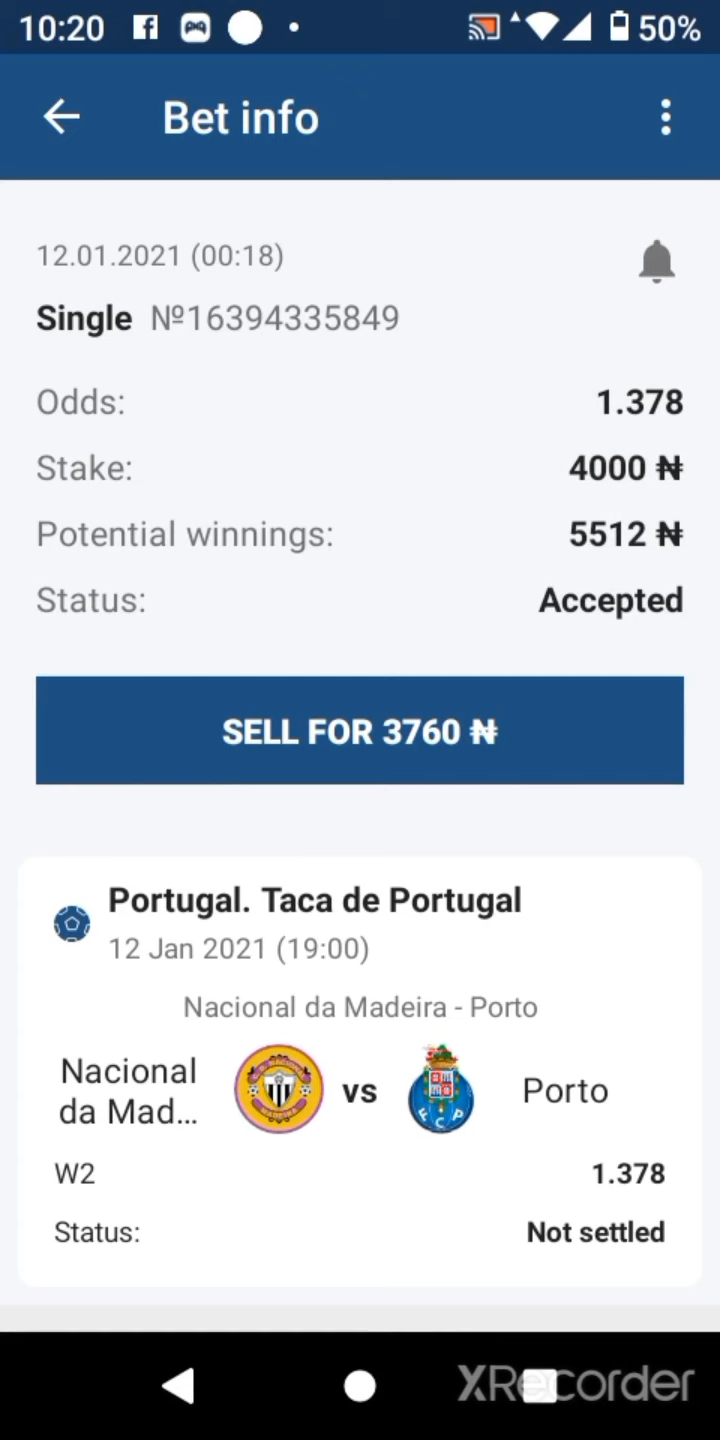 10:20
50%
Bet info
12.01.2021 (00:18)
Single №16394335849
Odds: 1.378
Stake: 4000 ₦
Potential winnings: 5512 ₦
Status: Accepted
SELL FOR 3760 ₦
Portugal. Taca de Portugal
12 Jan 2021 (19:00)
Nacional da Madeira - Porto
Nacional
da Mad...
vs
Porto
W2 1.378
Status: Not settled
XRecorder